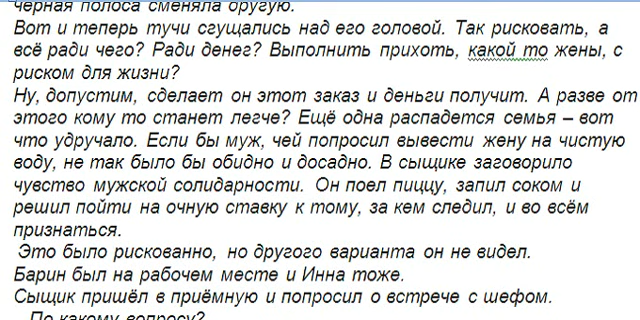 черная полоса сменяла другую.
Вот и теперь тучи сгущались над его головой. Так рисковать, а
всё ради чего? Ради денег? Выполнить прихоть, какой то жены, с
риском для жизни?
Ну, допустим, сделает он этот заказ и деньги получит. А разве от
этого кому то станет легче? Ещё одна распадется семья – вот
что удручало. Если бы муж, чей попросил вывести жену на чистую
воду, не так было бы обидно и досадно. В сыщике заговорило
чувство мужской солидарности. Он поел пиццу, запил соком и
решил пойти на очную ставку к тому, за кем следил, и во всём
признаться.
Это было рискованно, но другого варианта он не видел.
Барин был на рабочем месте и Инна тоже.
Сыщик пришёл в приёмную и попросил о встрече с шефом.
По какому вопросу?